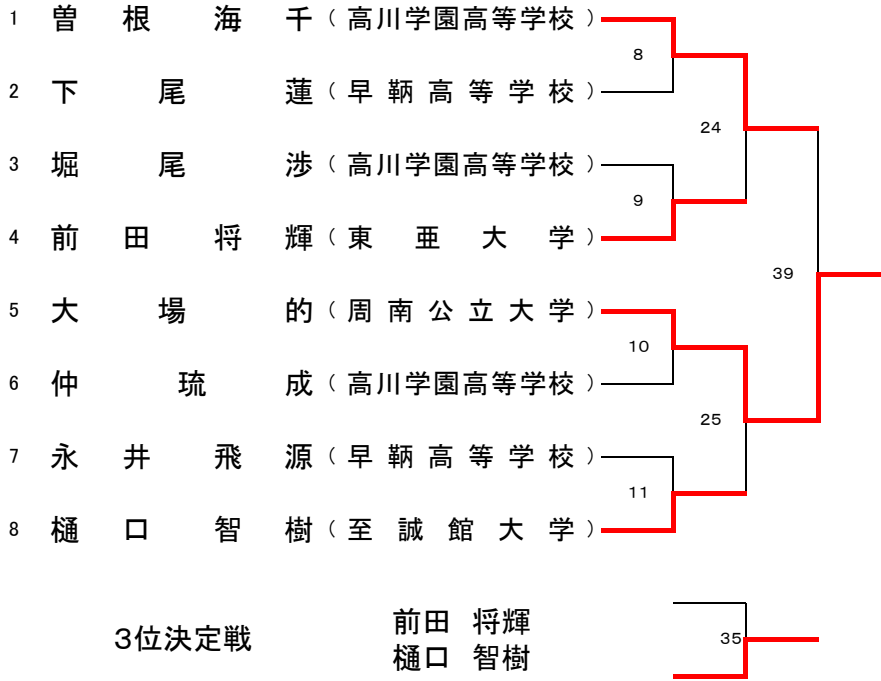 1 曽根海千（高川学園高等学校）
8
2 下尾蓮（早鞆高等学校）
24
3 堀尾渉（高川学園高等学校）
9
4 前田将輝（東亜大学）
39
5 大場的（周南公立大学）
10
6 仲琉成（高川学園高等学校）
25
7 永井飛源（早鞆高等学校）
11
8 樋口智樹（至誠館大学）
前田 将輝
3位決定戦 35
樋口 智樹